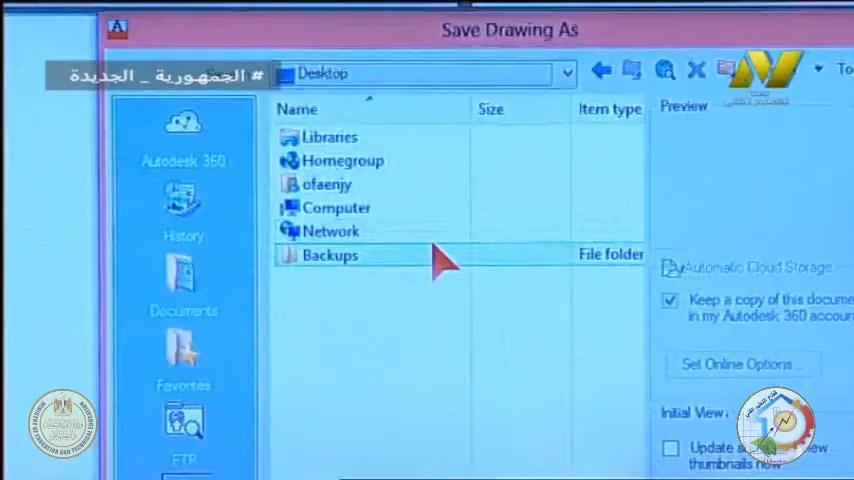 Save Drawing As
# الجمهورية _ الجديدة
Desktop
To
Name
Size
Item type
Preview
Libraries
Homegroup
ofaenjy
Computer
Network
Backups
File folder
Autodesk 360
History
Documents
Favorites
FTP
Automatic Cloud Storage
Keep a copy of this docume
in my Autodesk 360 accoun
Set Online Options...
Initial View
Update
view
thumbnails now